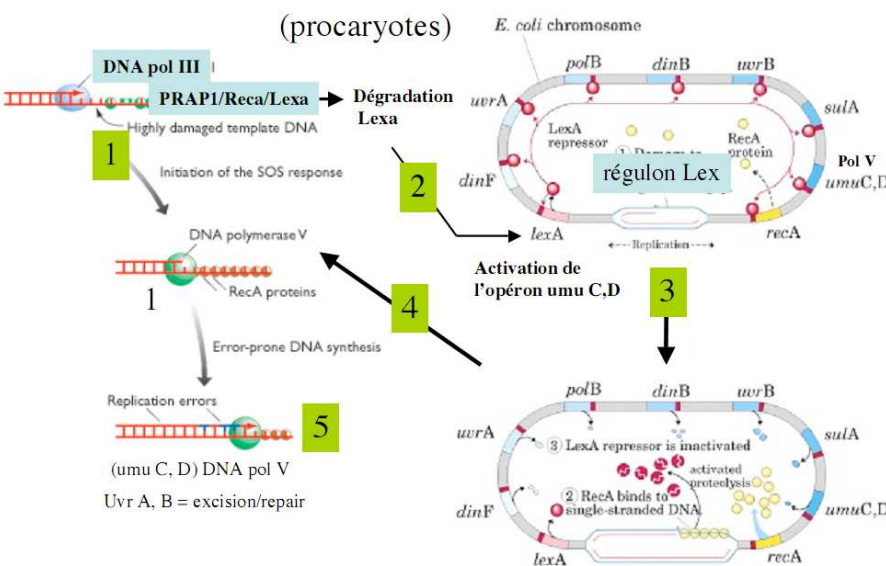 (procaryotes)
E. coli chromosome
DNA pol III
PRAP1/Reca/Lexa
Highly damaged template DNA
1
Initiation of the SOS response
DNA polymerase V
RecA proteins
1
Error-prone DNA synthesis
Replication errors
5
(umu C, D) DNA pol V
Uvr A, B = excision/repair
Dégradation
Lexa
2
Activation de
l'opéron umu C,D
4
3
polB
dinB
uvrB
uvrA
sulA
LexA
repressor
RecA
protein
1
régulon Lex
Pol V
umuC,D
dinF
lexA
Replication
recA
polB
dinB
uvrB
uvrA
sulA
3 LexA repressor is inactivated
activated
proteolysis
2 RecA binds to
single-stranded DNA
dinF
umuC,D
lexA
recA